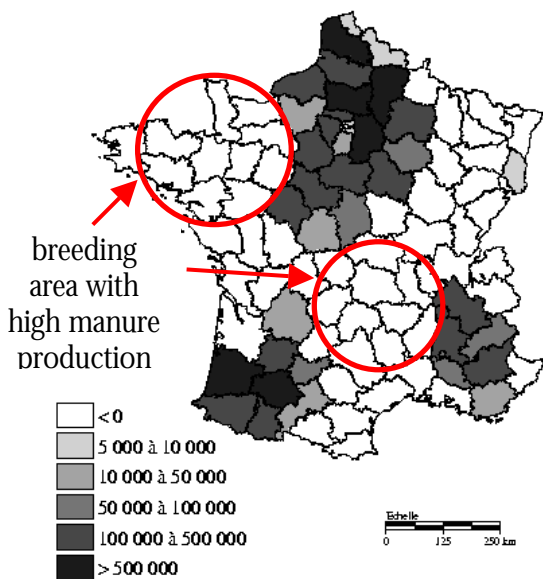 breeding
area with
high manure
production
< 0
5 000 à 10 000
10 000 à 50 000
50 000 à 100 000
100 000 à 500 000
> 500 000
Echelle
0 125 250 km